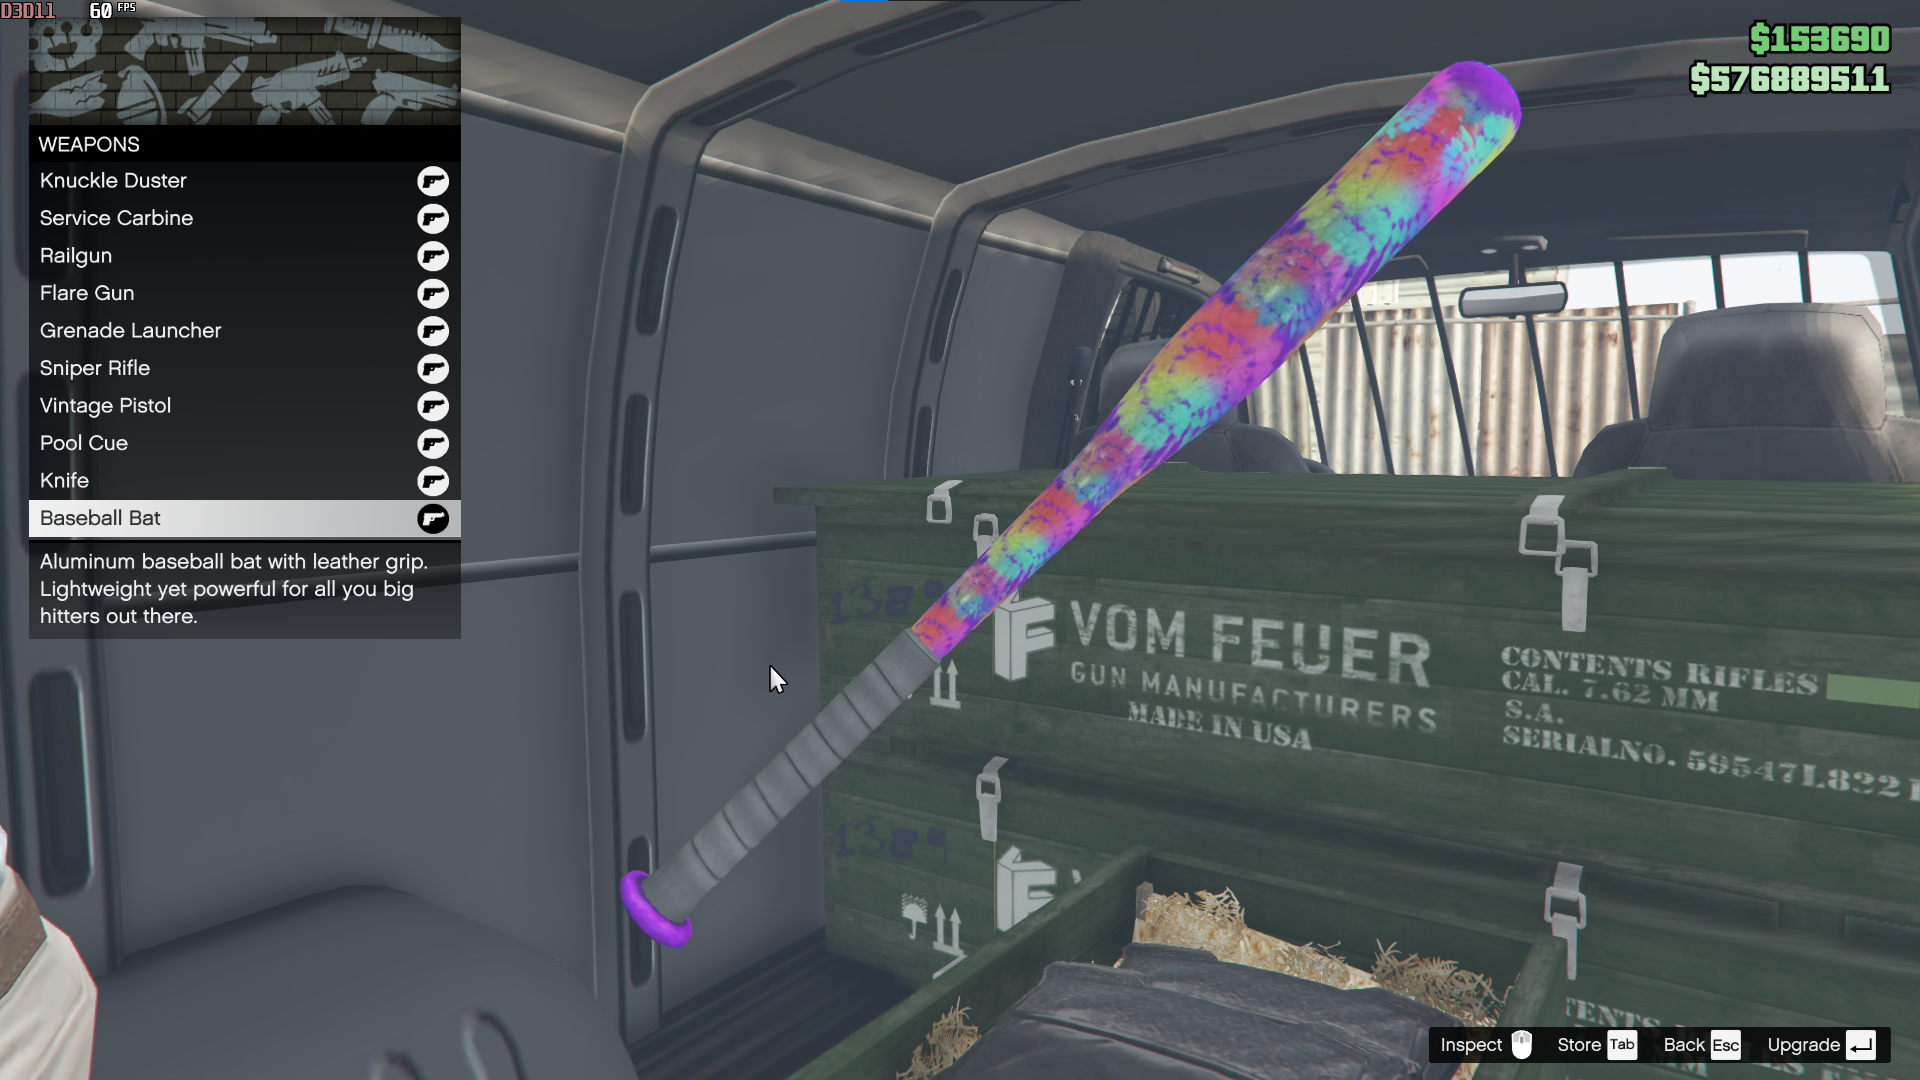 D3D11 60 FPS
$153690
$576889511
WEAPONS
Knuckle Duster
Service Carbine
Railgun
Flare Gun
Grenade Launcher
Sniper Rifle
Vintage Pistol
Pool Cue
Knife
Baseball Bat
Aluminum baseball bat with leather grip.
Lightweight yet powerful for all you big
hitters out there.
1389
F VOM FEUER
GUN MANUFACTURERS
MADE IN USA
CONTENTS RIFLES
CAL. 7.62 MM
S.A.
SERIALNO. 59547L8321
1389
F
Inspect Store Tab Back Esc Upgrade